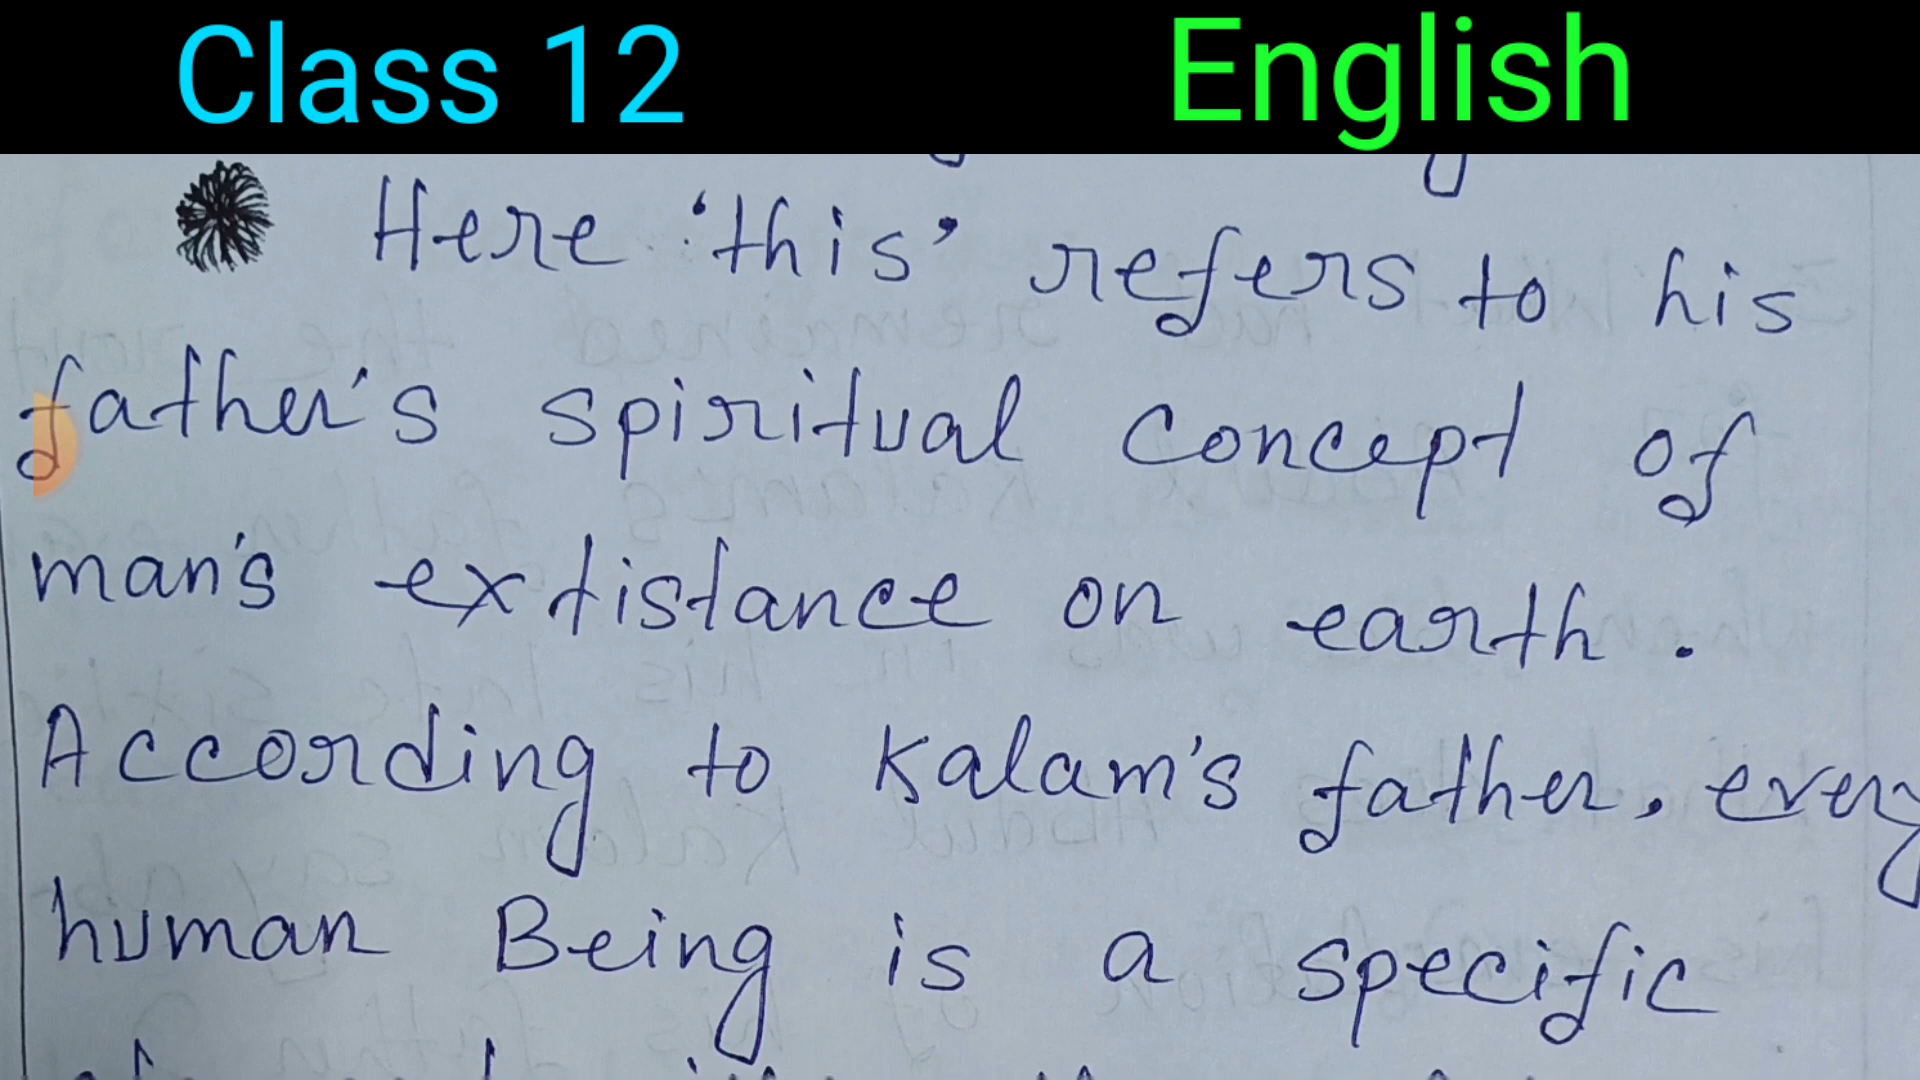 Class 12 English
Here 'this' refers to his
father's spiritual concept of
man's extistance on earth.
According to Kalam's father, every
human Being is a specific